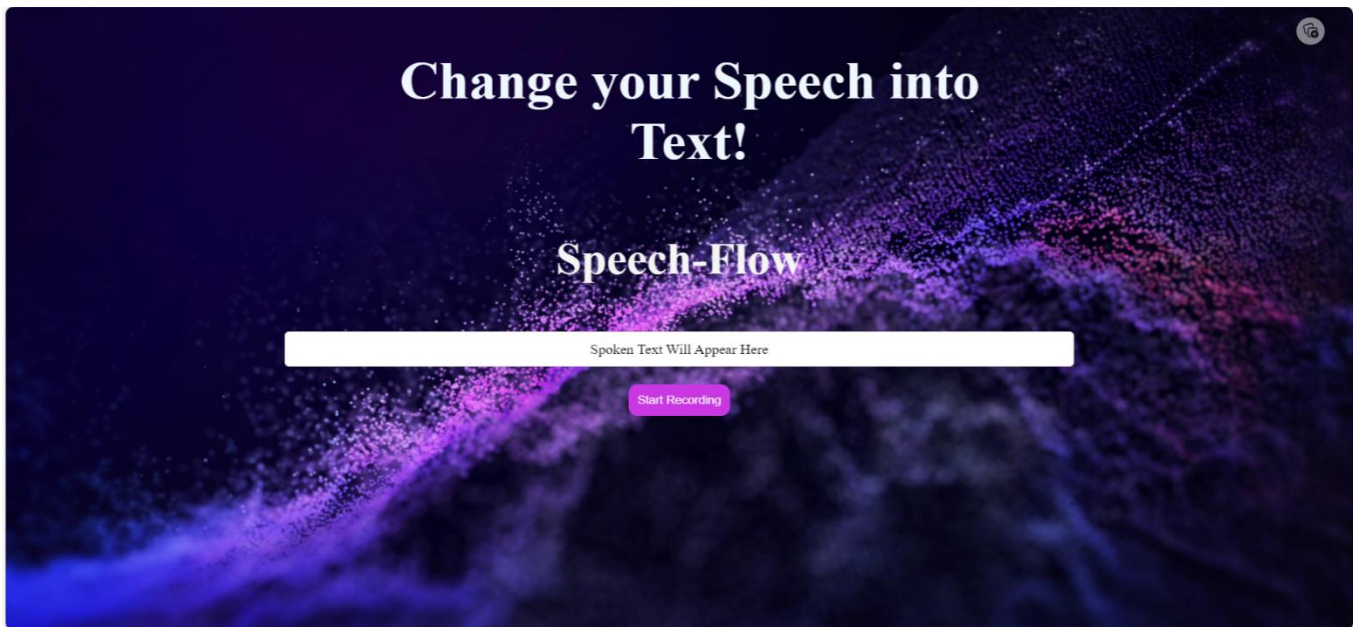 Change your Speech into
Text!
Speech-Flow
Spoken Text Will Appear Here
Start Recording